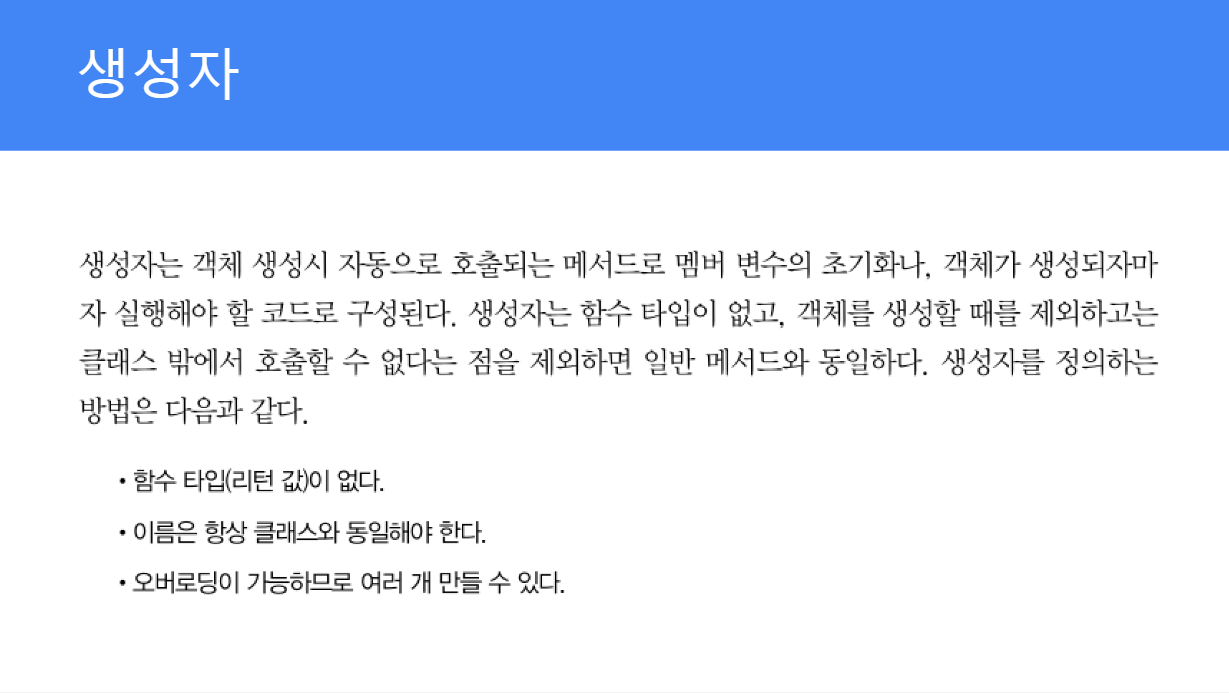 생성자
생성자는 객체 생성시 자동으로 호출되는 메서드로 멤버 변수의 초기화나, 객체가 생성되자마
자 실행해야 할 코드로 구성된다. 생성자는 함수 타입이 없고, 객체를 생성할 때를 제외하고는
클래스 밖에서 호출할 수 없다는 점을 제외하면 일반 메서드와 동일하다. 생성자를 정의하는
방법은 다음과 같다.
• 함수 타입(리턴 값)이 없다.
• 이름은 항상 클래스와 동일해야 한다.
• 오버로딩이 가능하므로 여러 개 만들 수 있다.